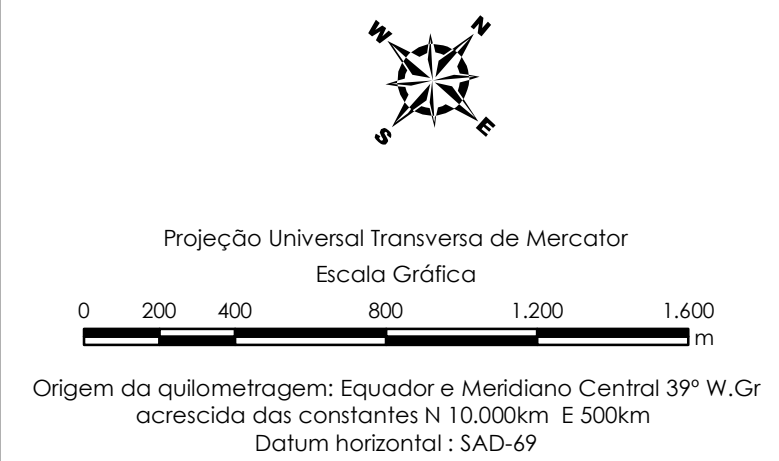 W N
S E
Projeção Universal Transversa de Mercator
Escala Gráfica
0 200 400 800 1.200 1.600
m
Origem da quilometragem: Equador e Meridiano Central 39º W.Gr
acrescida das constantes N 10.000km E 500km
Datum horizontal : SAD-69